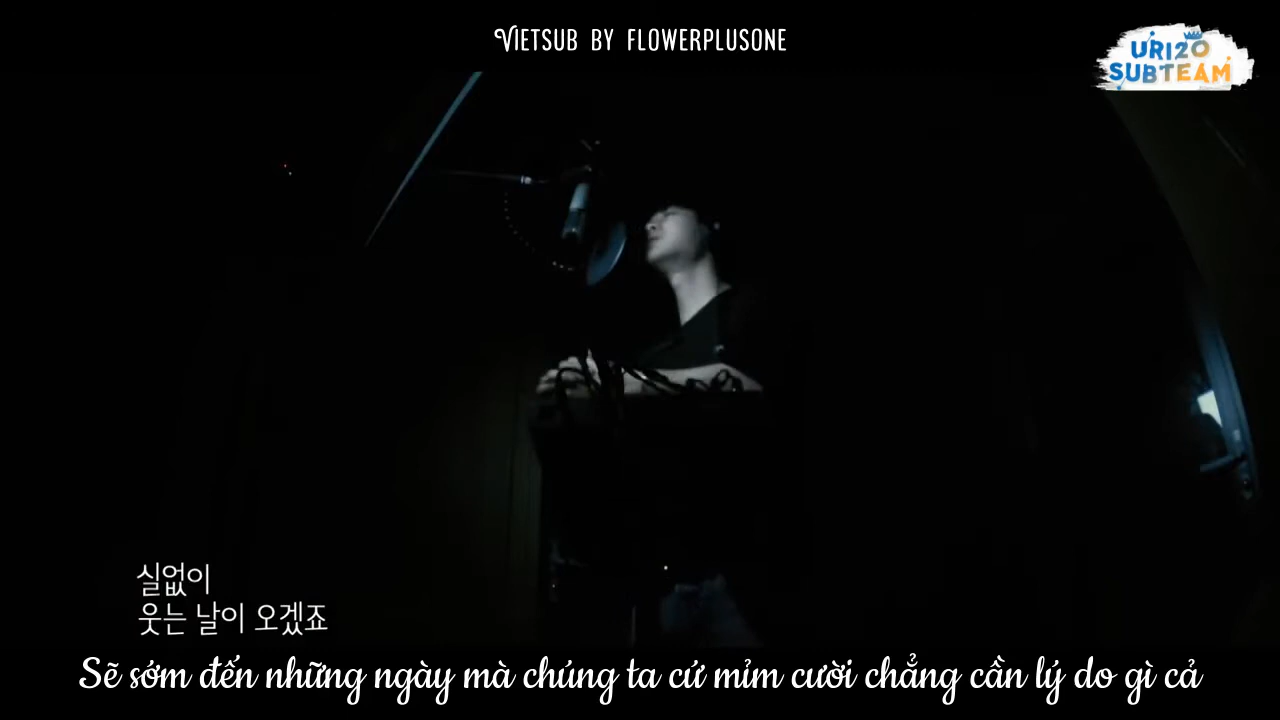 VIETSUB BY FLOWERPLUSONE
URI20
SUBTEAM
실없이
웃는 날이 오겠죠
Sẽ sớm đến những ngày mà chúng ta cứ mỉm cười chẳng cần lý do gì cả